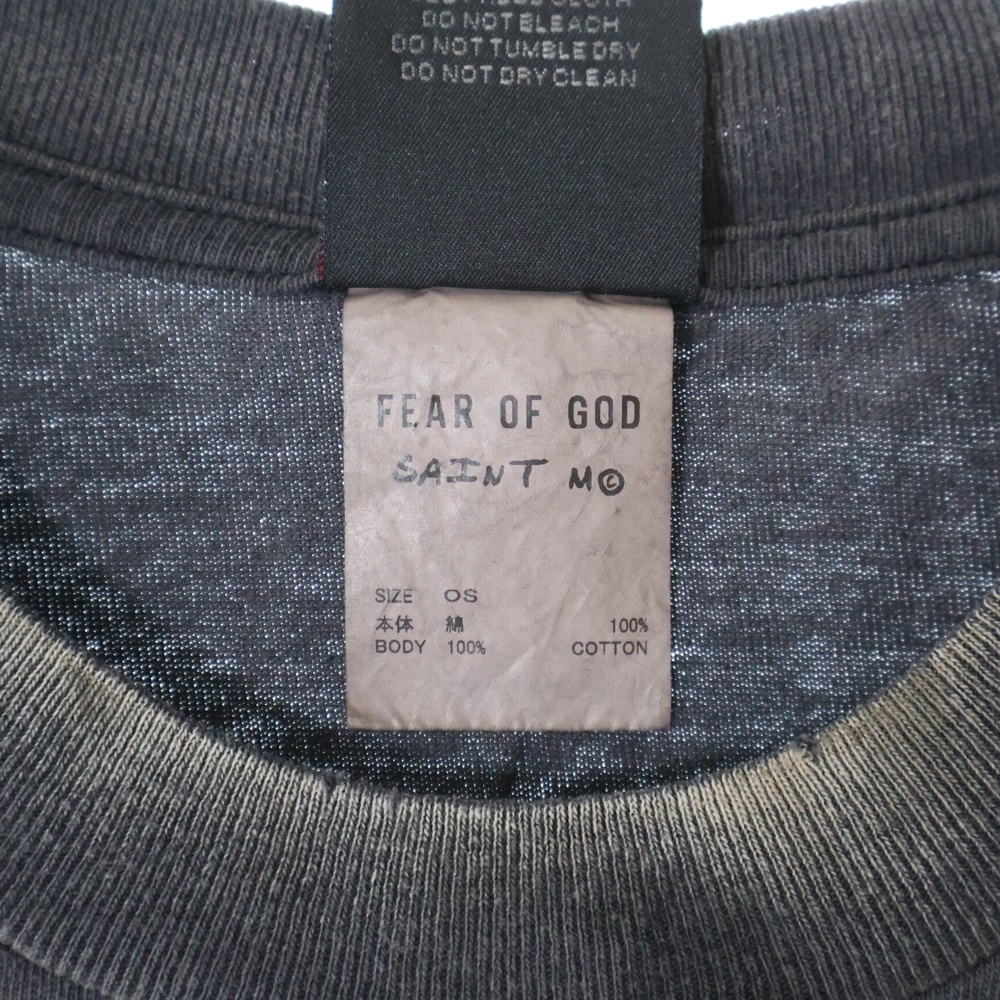 DO NOT BLEACH
DO NOT TUMBLE DRY
DO NOT DRY CLEAN
FEAR OF GOD
SAINT M©
SIZE OS
本体 綿 100%
BODY 100% COTTON